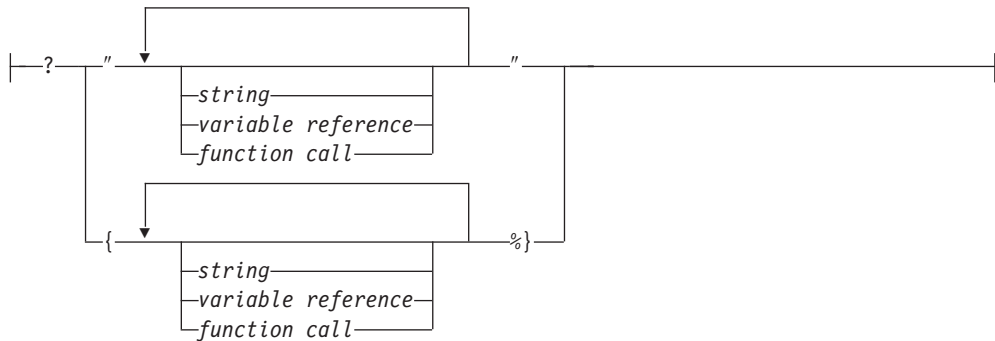 ? " "
string
variable reference
function call
{ %}
string
variable reference
function call